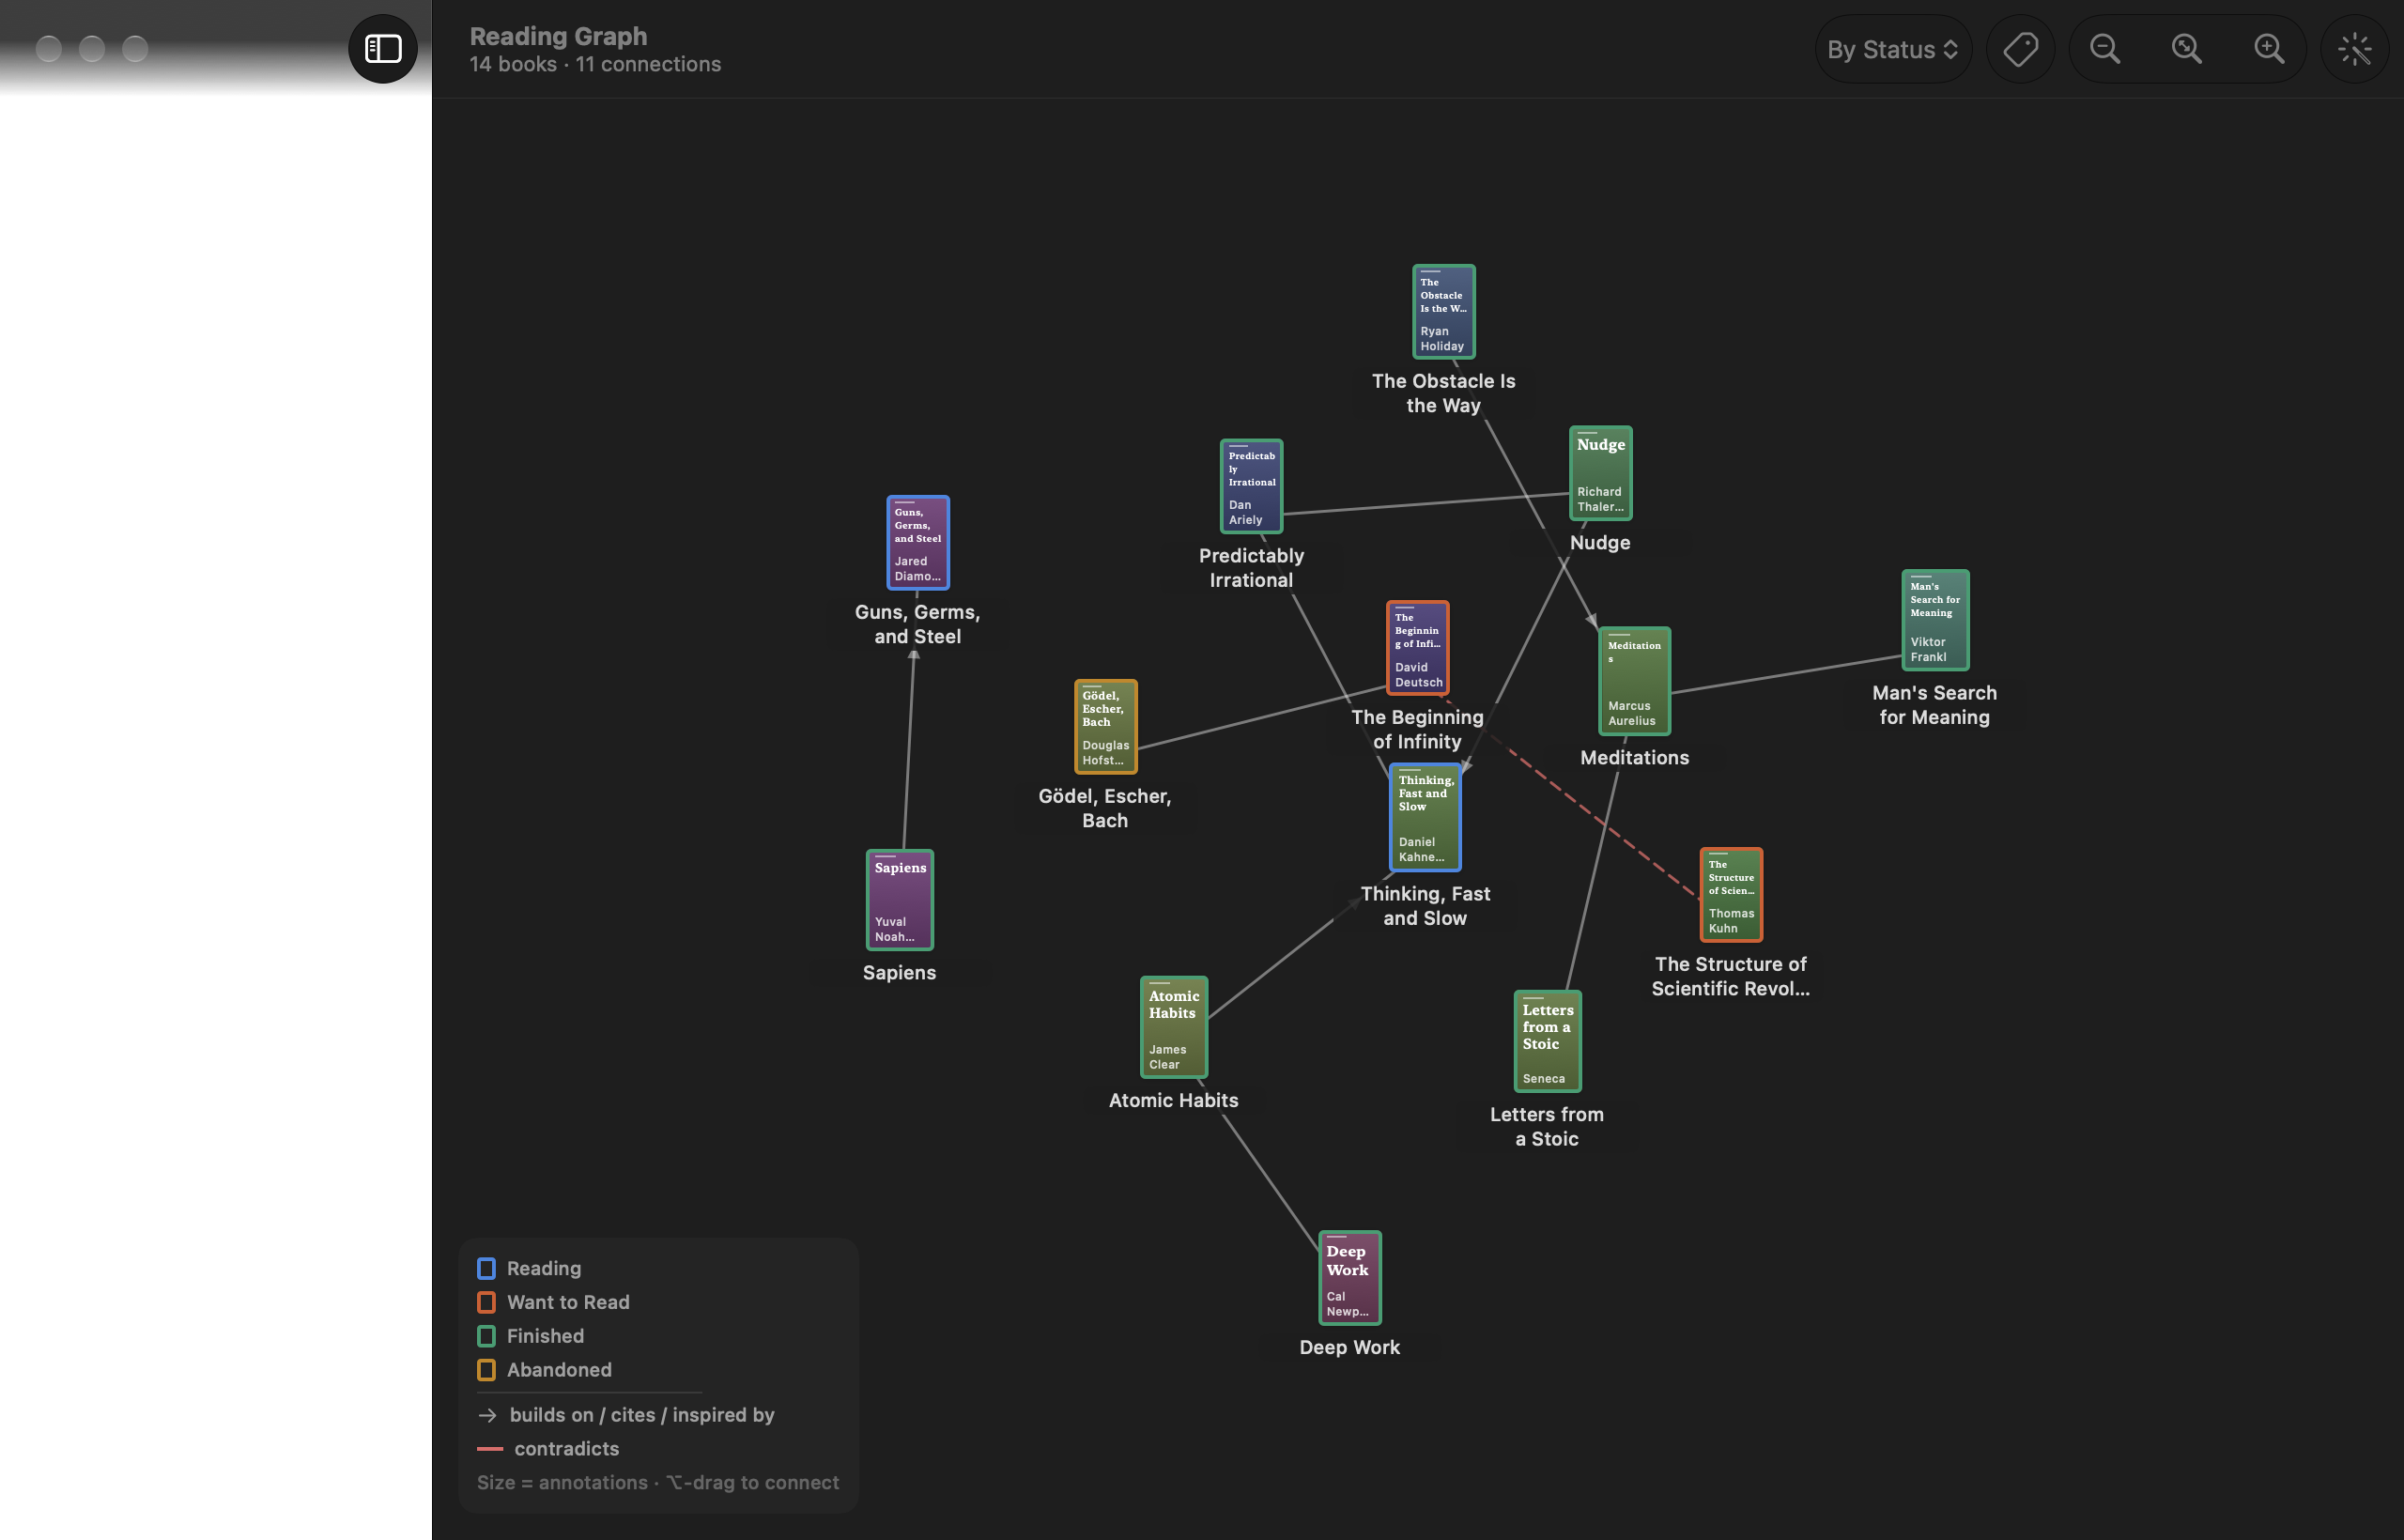 Reading Graph
14 books · 11 connections
By Status
The
Obstacle
Is the W...
Ryan
Holiday
The Obstacle Is
the Way
Predictab
ly
Irrational
Dan
Ariely
Predictably
Irrational
Nudge
Richard
Thaler...
Nudge
Guns,
Germs,
and Steel
Jared
Diamo...
Guns, Germs,
and Steel
The
Beginnin
g of Infi...
David
Deutsch
The Beginning
of Infinity
Meditation
s
Marcus
Aurelius
Meditations
Man's
Search for
Meaning
Viktor
Frankl
Man's Search
for Meaning
Gödel,
Escher,
Bach
Douglas
Hofst...
Gödel, Escher,
Bach
Thinking,
Fast and
Slow
Daniel
Kahne...
Thinking, Fast
and Slow
Sapiens
Yuval
Noah...
Sapiens
The
Structure
of Scien...
Thomas
Kuhn
The Structure of
Scientific Revol...
Atomic
Habits
James
Clear
Atomic Habits
Letters
from a
Stoic
Seneca
Letters from
a Stoic
Deep
Work
Cal
Newp...
Deep Work
Reading
Want to Read
Finished
Abandoned
→ builds on / cites / inspired by
contradicts
Size = annotations · ⌥-drag to connect